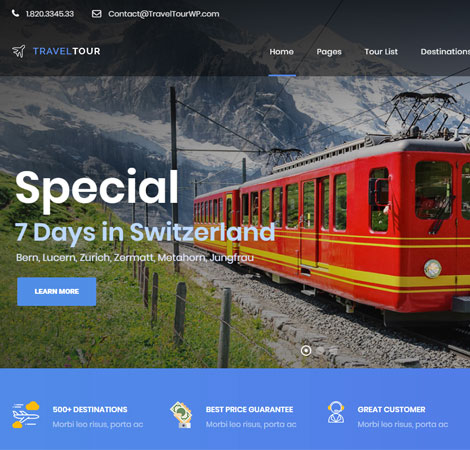 1.820.3345.33 Contact@TravelTourWP.com
TRAVELTOUR Home Pages Tour List Destinations
Special
7 Days in Switzerland
Bern, Lucern, Zurich, Zermatt, Metahorn, Jungfrau
LEARN MORE
500+ DESTINATIONS BEST PRICE GUARANTEE GREAT CUSTOMER
Morbi leo risus, porta ac Morbi leo risus, porta ac Morbi leo risus, porta ac